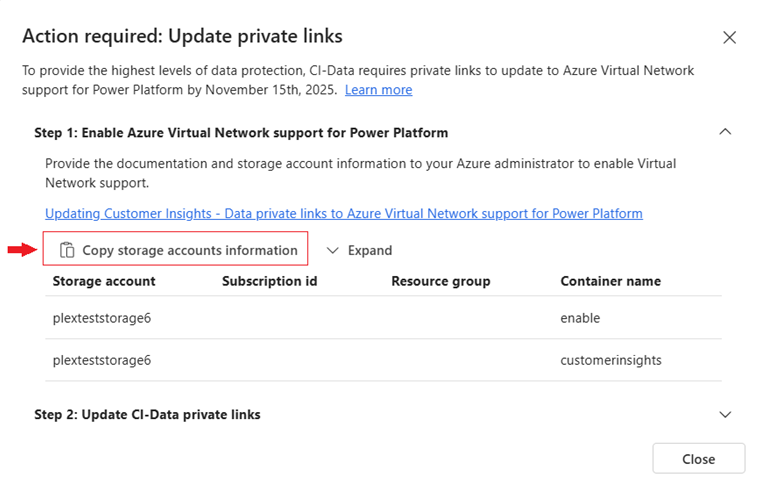 Action required: Update private links
To provide the highest levels of data protection, CI-Data requires private links to update to Azure Virtual Network
support for Power Platform by November 15th, 2025. Learn more
Step 1: Enable Azure Virtual Network support for Power Platform
Provide the documentation and storage account information to your Azure administrator to enable Virtual
Network support.
Updating Customer Insights - Data private links to Azure Virtual Network support for Power Platform
Copy storage accounts information Expand
Storage account Subscription id Resource group Container name
plexteststorage6 enable
plexteststorage6 customerinsights
Step 2: Update CI-Data private links
Close